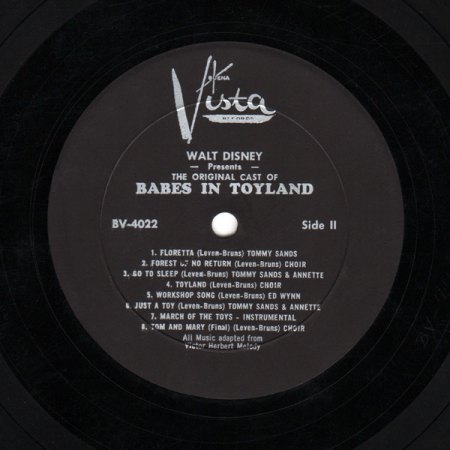 BUENA
Vista
RECORDS
WALT DISNEY
— Presents —
THE ORIGINAL CAST OF
BABES IN TOYLAND
BV-4022 Side II
1. FLORETTA (Leven-Bruns) TOMMY SANDS
2. FOREST OF NO RETURN (Leven-Bruns) CHOIR
3. GO TO SLEEP (Leven-Bruns) TOMMY SANDS & ANNETTE
4. TOYLAND (Leven-Bruns) CHOIR
5. WORKSHOP SONG (Leven-Bruns) ED WYNN
6. JUST A TOY (Leven-Bruns) TOMMY SANDS & ANNETTE
7. MARCH OF THE TOYS - INSTRUMENTAL
8. TOM AND MARY (Final) (Leven-Bruns) CHOIR
All Music adapted from
Victor Herbert Melody